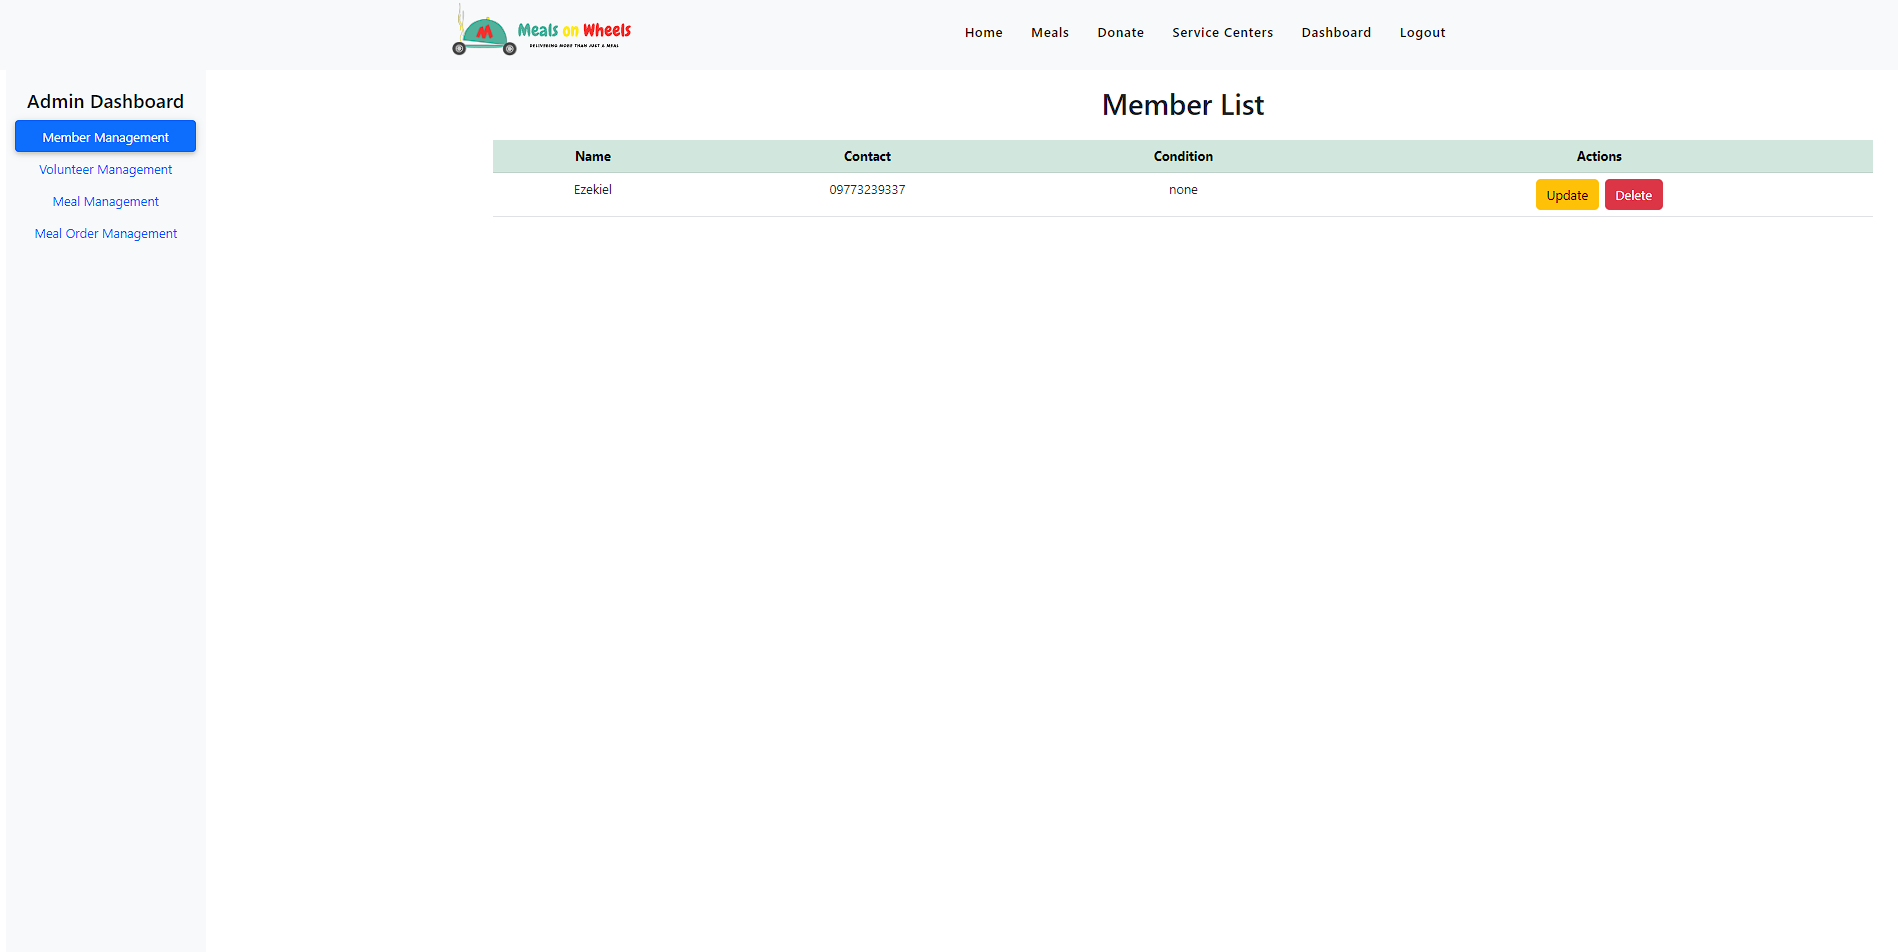 M
Meals on Wheels
DELIVERING MORE THAN JUST A MEAL
Home Meals Donate Service Centers Dashboard Logout
Admin Dashboard
Member Management
Volunteer Management
Meal Management
Meal Order Management
Member List
Name Contact Condition Actions
Ezekiel 09773239337 none Update Delete